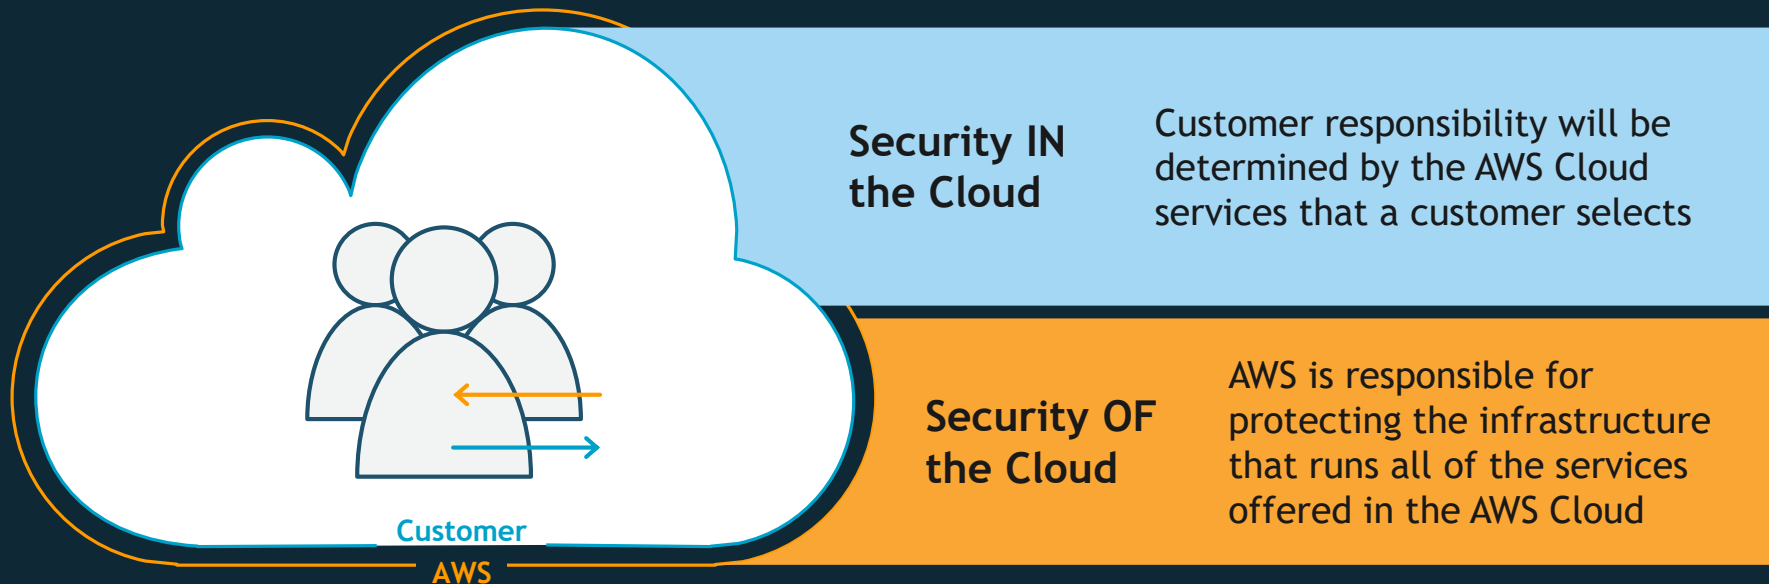 Security IN
the Cloud
Customer responsibility will be
determined by the AWS Cloud
services that a customer selects
Security OF
the Cloud
AWS is responsible for
protecting the infrastructure
that runs all of the services
offered in the AWS Cloud
Customer
AWS